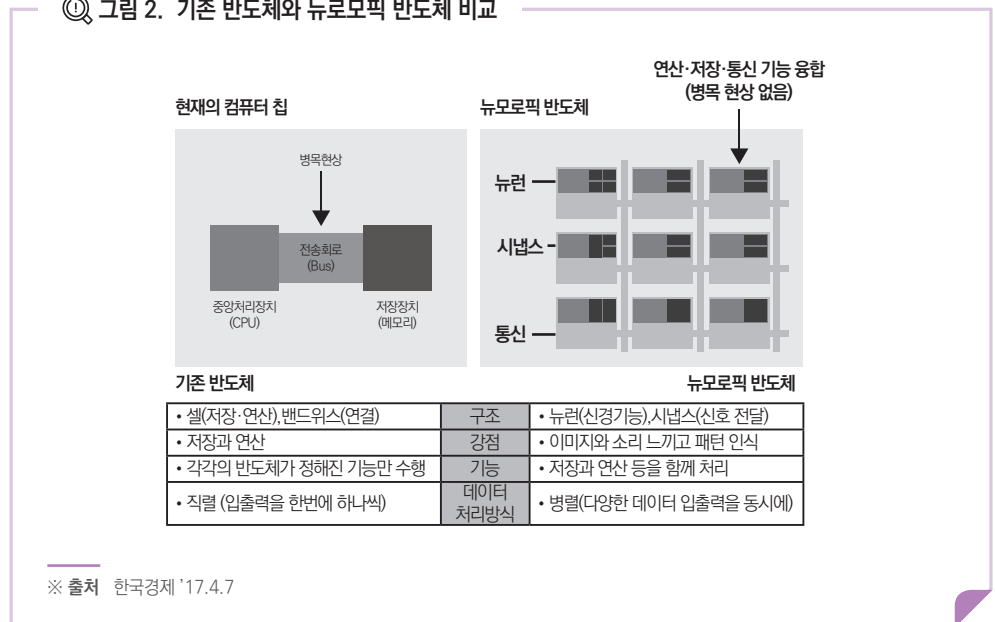 그림 2. 기존 반도체와 뉴로모픽 반도체 비교
연산·저장·통신 기능 융합
(병목 현상 없음)
현재의 컴퓨터 칩
뉴모로픽 반도체
병목현상
전송회로
(Bus)
중앙처리장치
(CPU)
저장장치
(메모리)
뉴런
시냅스
통신
기존 반도체
뉴모로픽 반도체
• 셀(저장·연산),밴드위스(연결) 구조 • 뉴런(신경기능),시냅스(신호 전달)
• 저장과 연산 강점 • 이미지와 소리 느끼고 패턴 인식
• 각각의 반도체가 정해진 기능만 수행 기능 • 저장과 연산 등을 함께 처리
• 직렬 (입출력을 한번에 하나씩) 데이터 처리방식 • 병렬(다양한 데이터 입출력을 동시에)
※ 출처 한국경제 '17.4.7